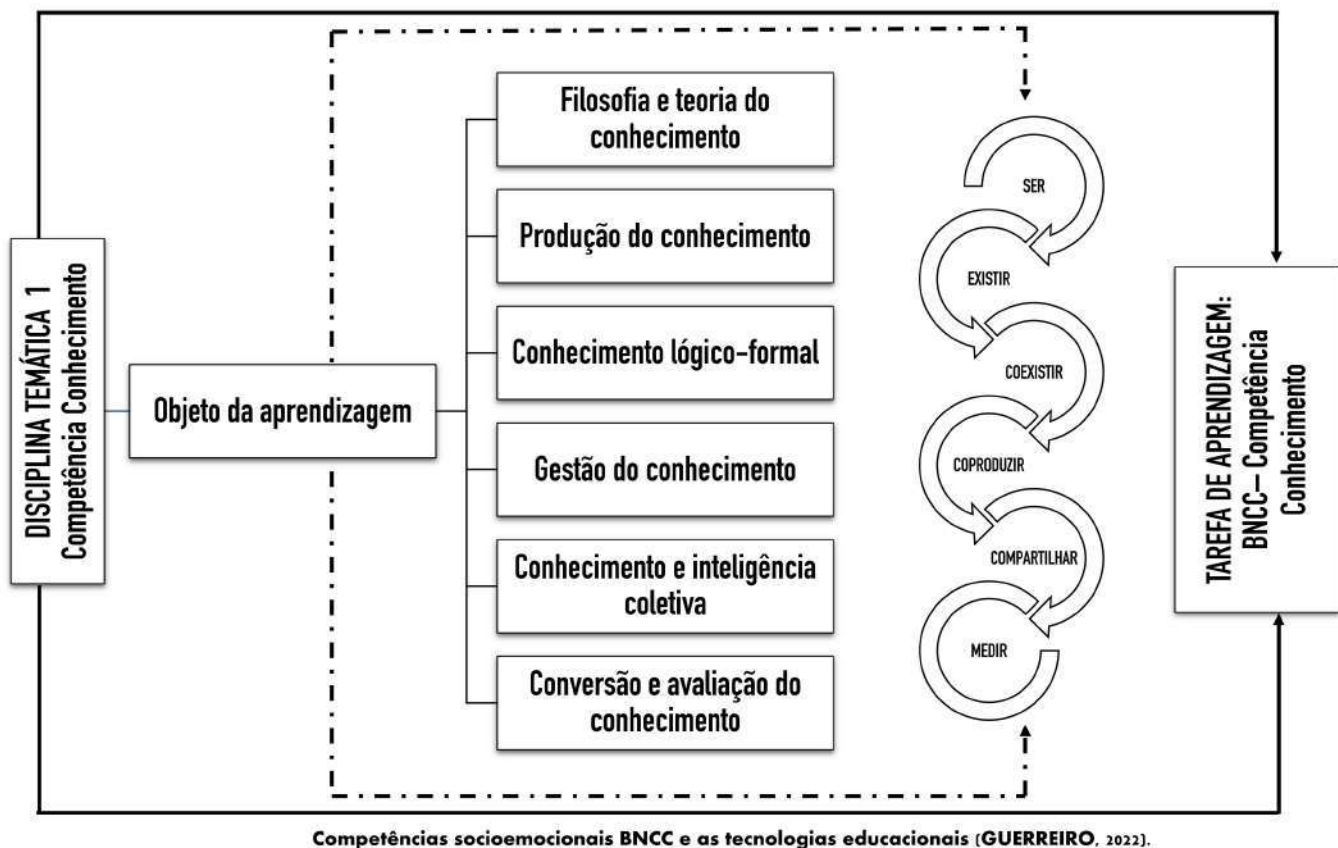 DISCIPLINA TEMÁTICA 1
Competência Conhecimento
Objeto da aprendizagem
Filosofia e teoria do
conhecimento
Produção do conhecimento
Conhecimento lógico-formal
Gestão do conhecimento
Conhecimento e inteligência
coletiva
Conversão e avaliação do
conhecimento
SER
EXISTIR
COEXISTIR
COPRODUZIR
COMPARTILHAR
MEDIR
TAREFA DE APRENDIZAGEM:
BNCC– Competência
Conhecimento
Competências socioemocionais BNCC e as tecnologias educacionais (GUERREIRO, 2022).